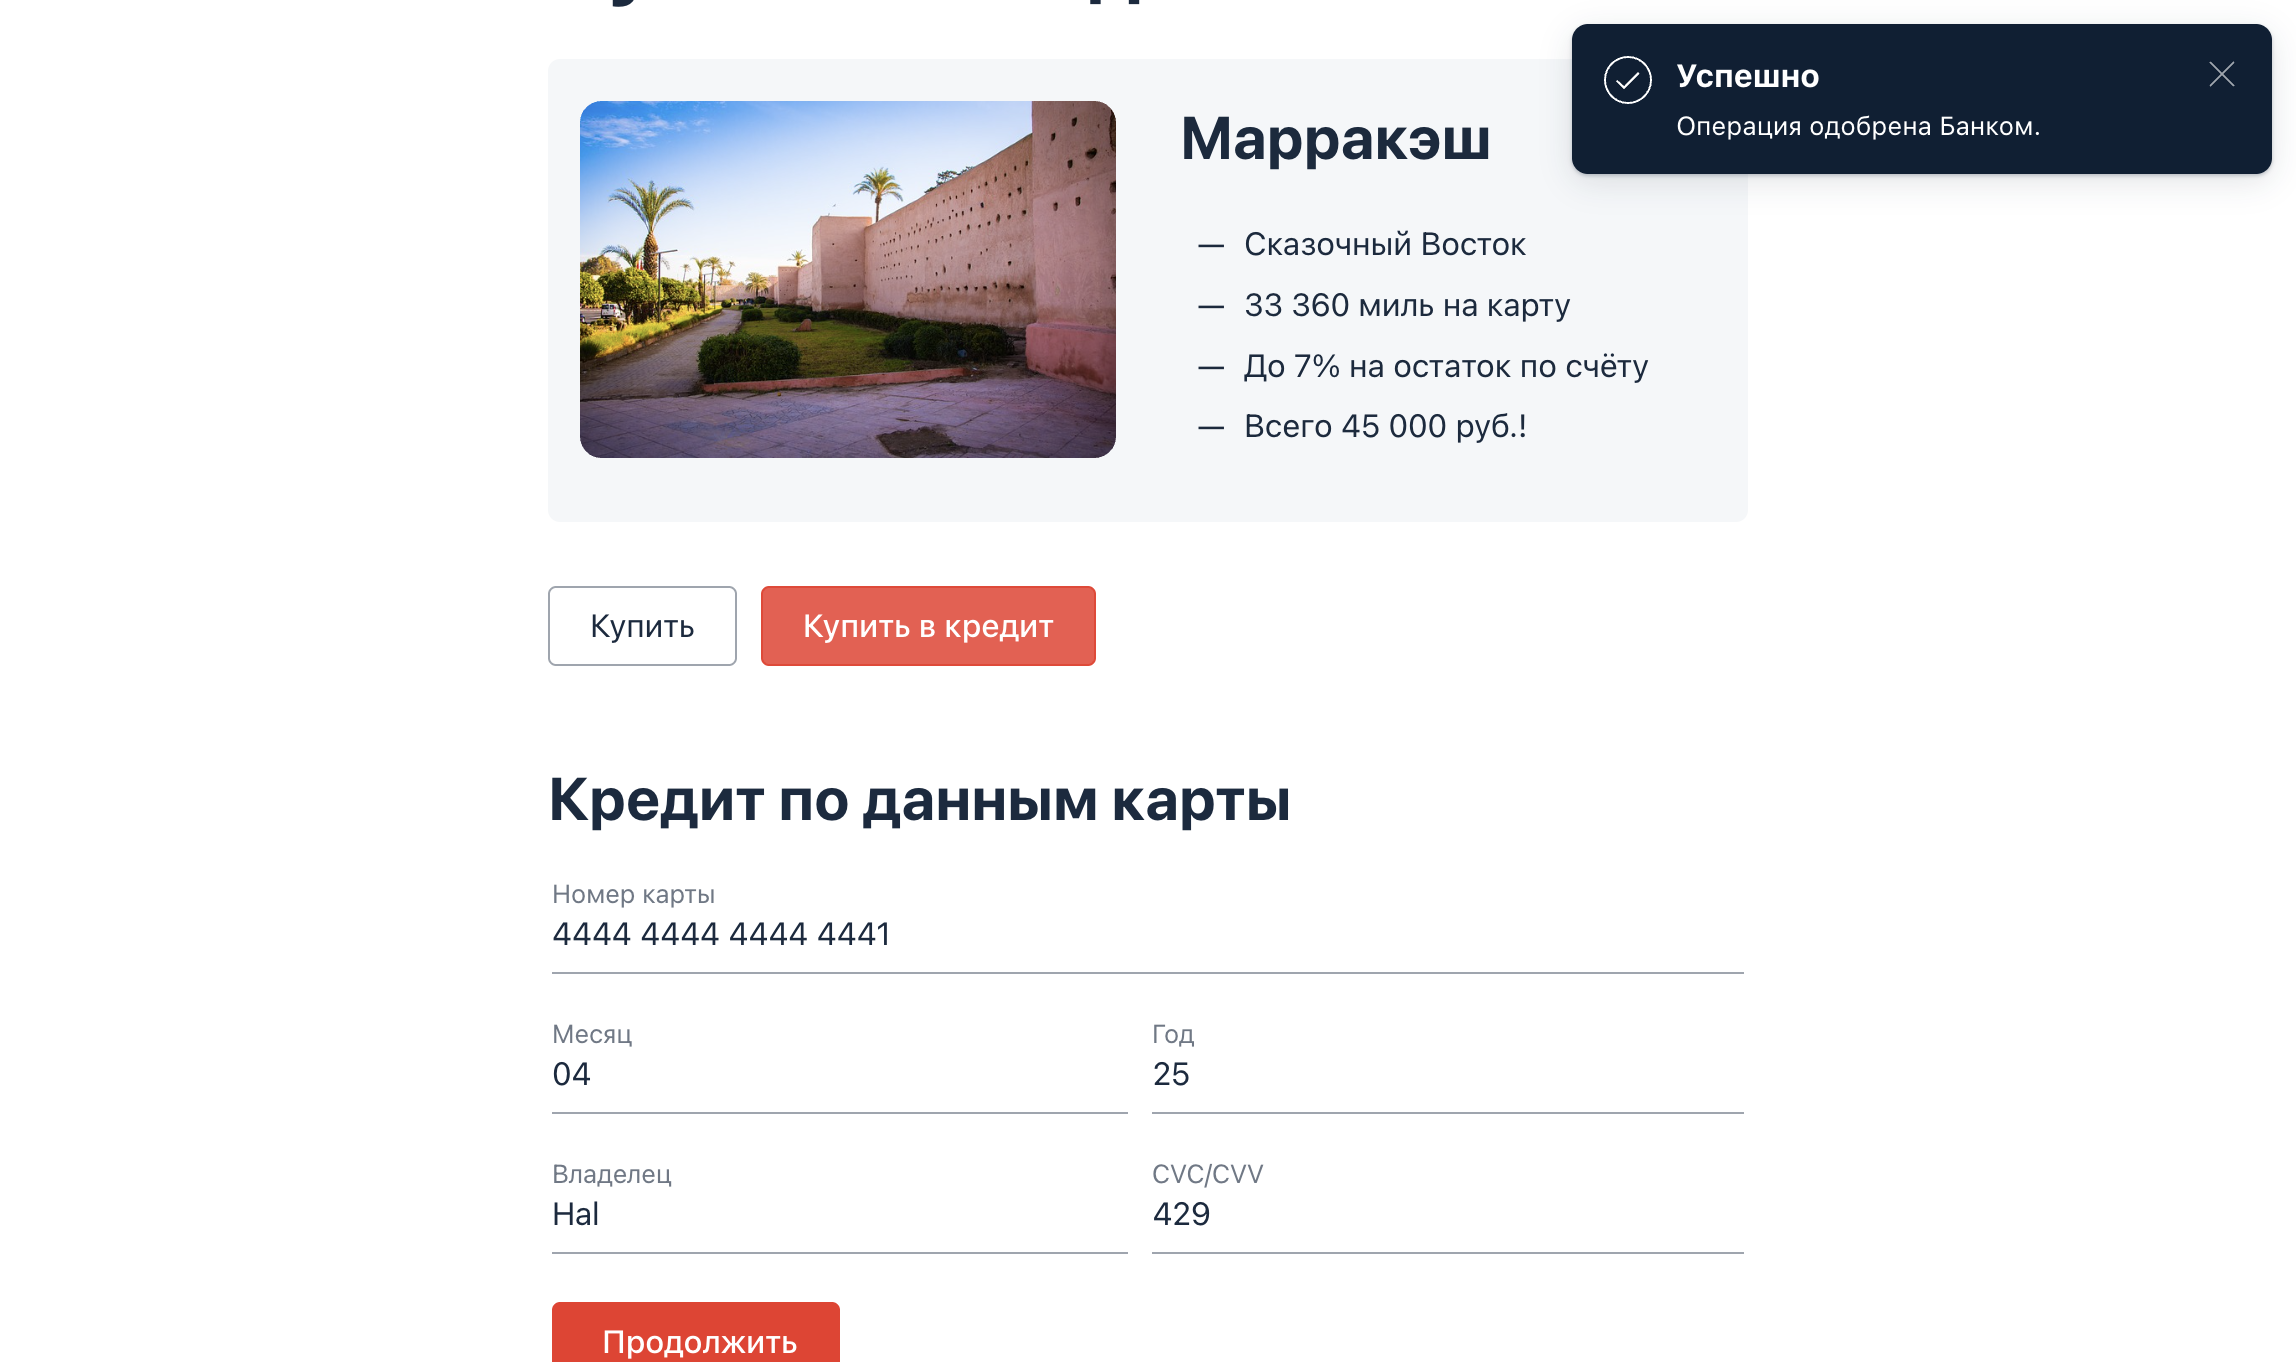 Успешно
Операция одобрена Банком.
Марракэш
— Сказочный Восток
— 33 360 миль на карту
— До 7% на остаток по счёту
— Всего 45 000 руб.!
Купить
Купить в кредит
Кредит по данным карты
Номер карты
4444 4444 4444 4441
Месяц
04
Год
25
Владелец
Hal
CVC/CVV
429
Продолжить